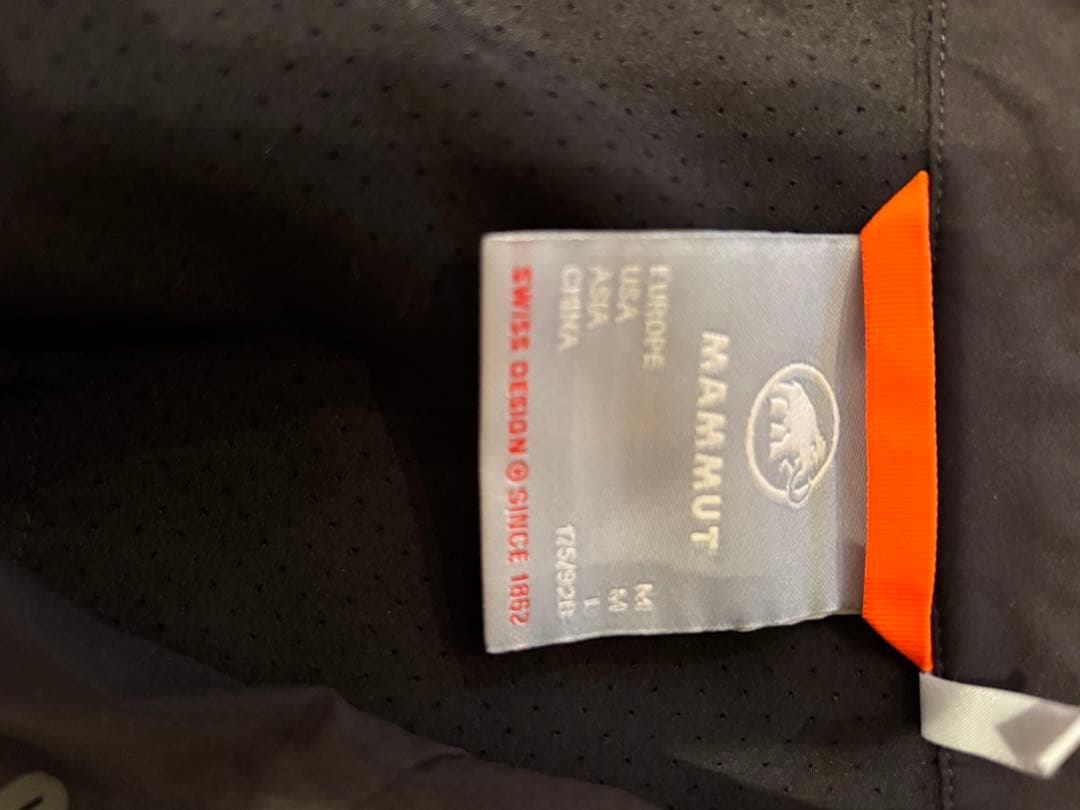 MAMMUT
EUROPE M
USA M
ASIA L
CHINA 175/92B
SWISS DESIGN SINCE 1862